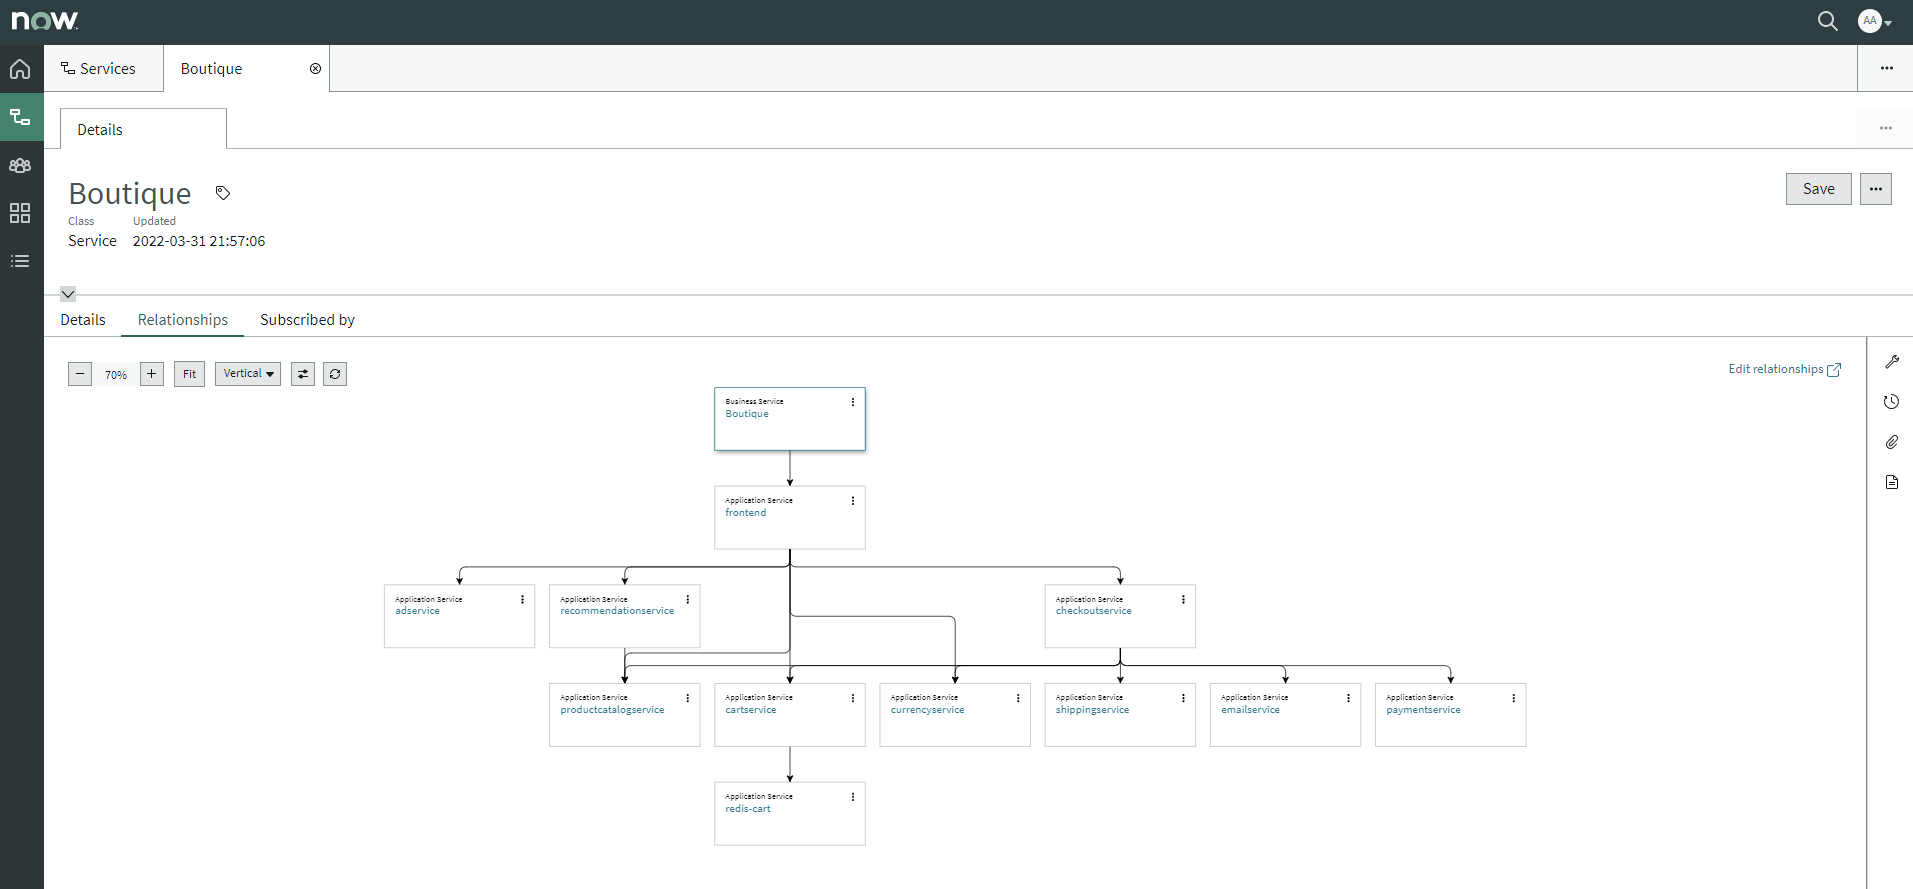 now
AA
Services
Boutique
Details
Boutique
Save
Class Updated
Service 2022-03-31 21:57:06
Details Relationships Subscribed by
70% Fit Vertical
Edit relationships
Business Service
Boutique
Application Service
frontend
Application Service
adservice
Application Service
recommendationservice
Application Service
checkoutservice
Application Service
productcatalogservice
Application Service
cartservice
Application Service
currencyservice
Application Service
shippingservice
Application Service
emailservice
Application Service
paymentservice
Application Service
redis-cart